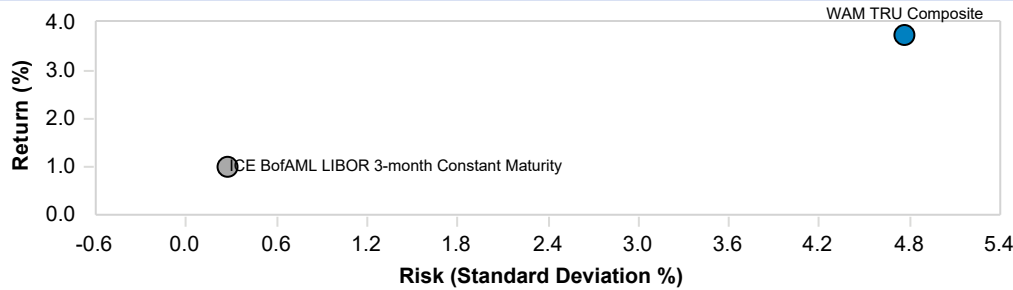 WAM TRU Composite
4.0
3.0
2.0
1.0
0.0
Return (%)
ICE BofAML LIBOR 3-month Constant Maturity
-0.6 0.0 0.6 1.2 1.8 2.4 3.0 3.6 4.2 4.8 5.4
Risk (Standard Deviation %)